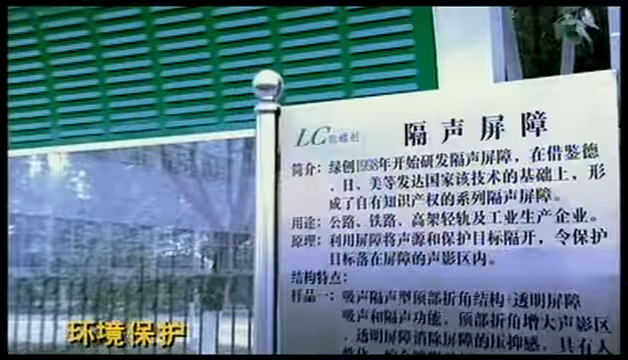 LC
隔声屏障
简介：绿创1998年开始研发隔声屏障，在借鉴德
、日、美等发达国家该技术的基础上，形
成了自有知识产权的系列隔声屏障。
用途：公路、铁路、高架轻轨及工业生产企业。
原理：利用屏障将声源和保护目标隔开，令保护
目标落在屏障的声影区内。
结构特点：
样品一：吸声隔声型顶部折角结构+透明屏障
吸声和隔声功能，顶部折角增大声影区
，透明屏障消除屏障的压抑感，具有人
环境保护